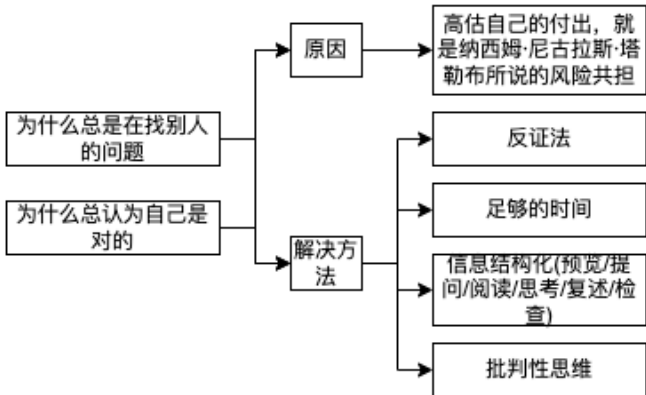 为什么总是在找别人
的问题
为什么总认为自己是
对的
原因
解决方
法
高估自己的付出，就
是纳西姆·尼古拉斯·塔
勒布所说的风险共担
反证法
足够的时间
信息结构化(预览/提
问/阅读/思考/复述/检
查)
批判性思维